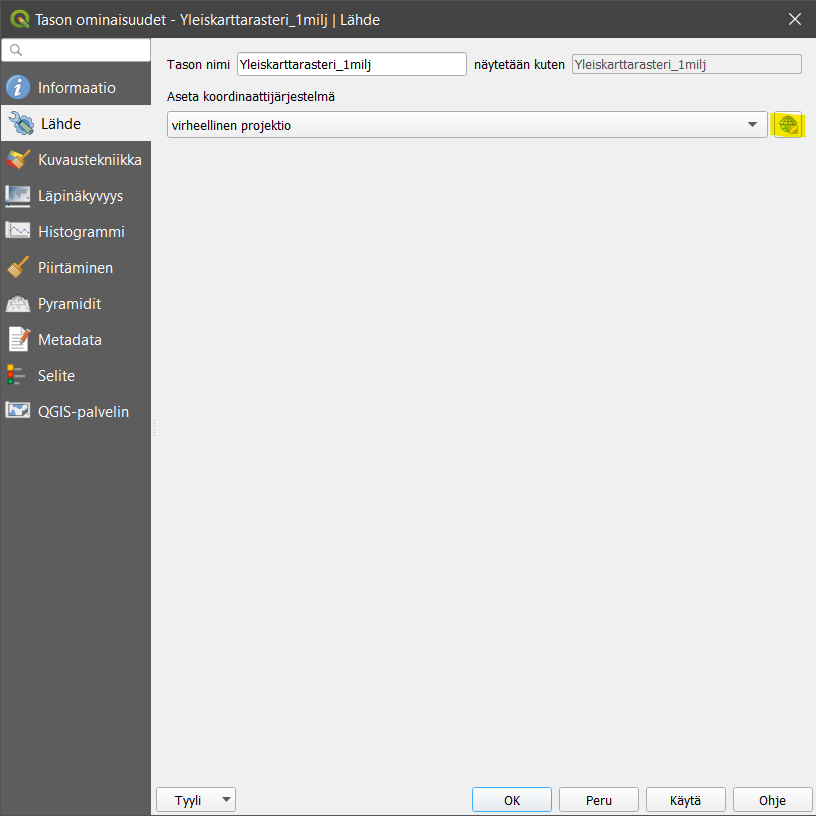 Tason ominaisuudet - Yleiskarttarasteri_1milj | Lähde
Informaatio
Lähde
Kuvaustekniikka
Läpinäkyvyys
Histogrammi
Piirtäminen
Pyramidit
Metadata
Selite
QGIS-palvelin
Tason nimi Yleiskarttarasteri_1milj näytetään kuten Yleiskarttarasteri_1milj
Aseta koordinaattijärjestelmä
virheellinen projektio
Tyyli OK Peru Käytä Ohje